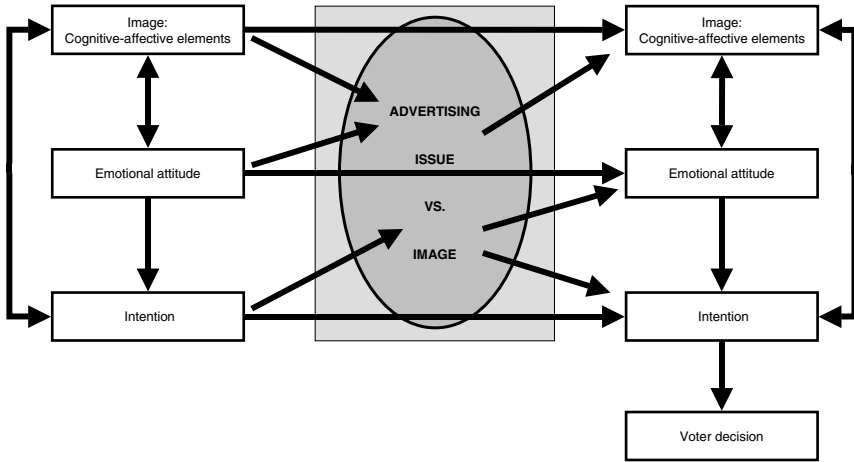 Image:
Cognitive-affective elements
Image:
Cognitive-affective elements
ADVERTISING
ISSUE
Emotional attitude
Emotional attitude
VS.
IMAGE
Intention
Intention
Voter decision